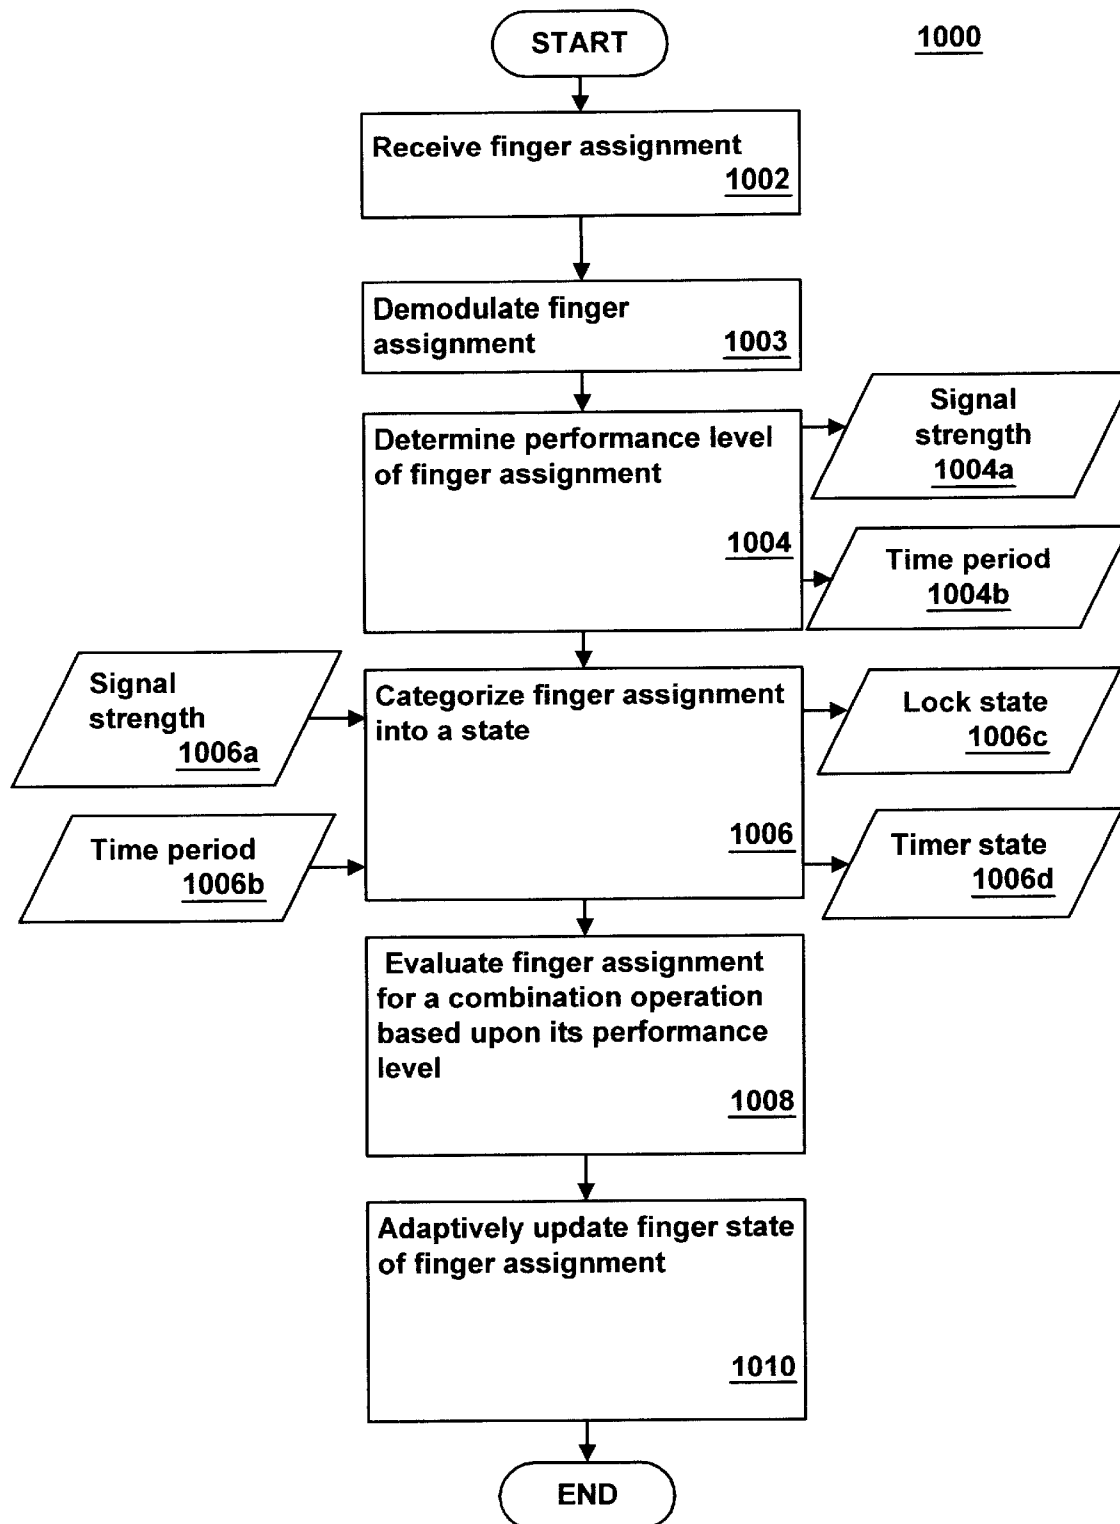 START
1000
Receive finger assignment
1002
Demodulate finger
assignment
1003
Determine performance level
of finger assignment
1004
Signal
strength
1004a
Time period
1004b
Signal
strength
1006a
Time period
1006b
Categorize finger assignment
into a state
1006
Lock state
1006c
Timer state
1006d
Evaluate finger assignment
for a combination operation
based upon its performance
level
1008
Adaptively update finger state
of finger assignment
1010
END